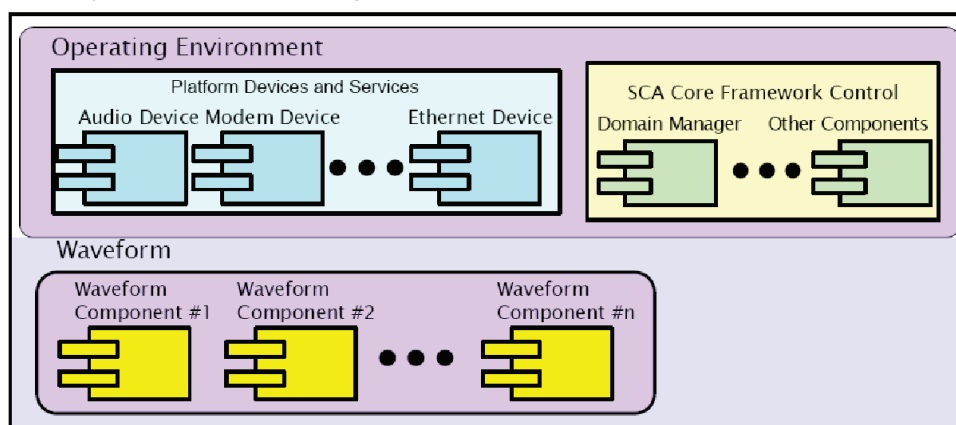 Operating Environment
Platform Devices and Services
Audio Device Modem Device Ethernet Device
SCA Core Framework Control
Domain Manager Other Components
Waveform
Waveform
Component #1
Waveform
Component #2
Waveform
Component #n